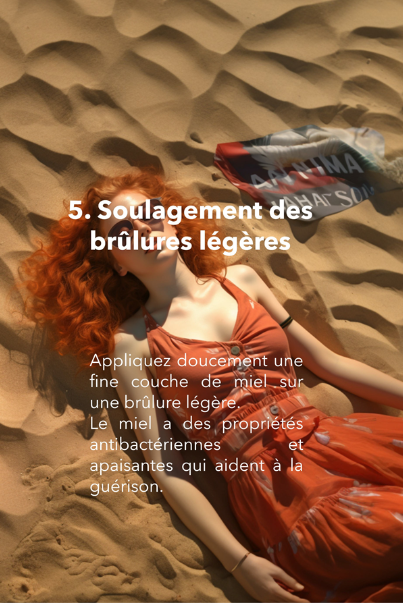 5. Soulagement des
brûlures légères
Appliquez doucement une
fine couche de miel sur
une brûlure légère.
Le miel a des propriétés
antibactériennes et
apaisantes qui aident à la
guérison.